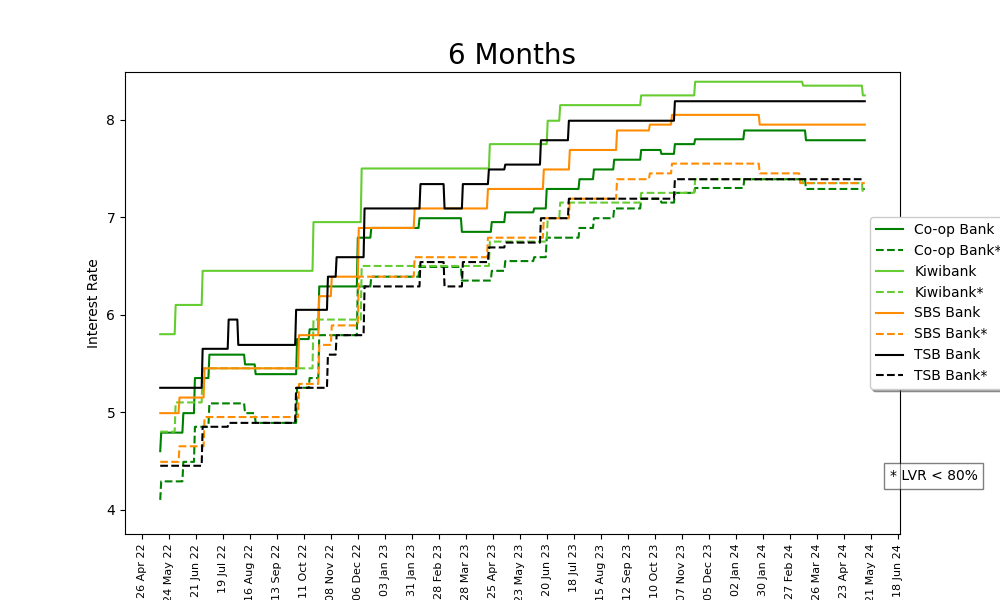 6 Months
Interest Rate
8
7
6
5
4
Co-op Bank
Co-op Bank*
Kiwibank
Kiwibank*
SBS Bank
SBS Bank*
TSB Bank
TSB Bank*
* LVR < 80%
26 Apr 22
24 May 22
21 Jun 22
19 Jul 22
16 Aug 22
13 Sep 22
11 Oct 22
08 Nov 22
06 Dec 22
03 Jan 23
31 Jan 23
28 Feb 23
28 Mar 23
25 Apr 23
23 May 23
20 Jun 23
18 Jul 23
15 Aug 23
12 Sep 23
10 Oct 23
07 Nov 23
05 Dec 23
02 Jan 24
30 Jan 24
27 Feb 24
26 Mar 24
23 Apr 24
21 May 24
18 Jun 24